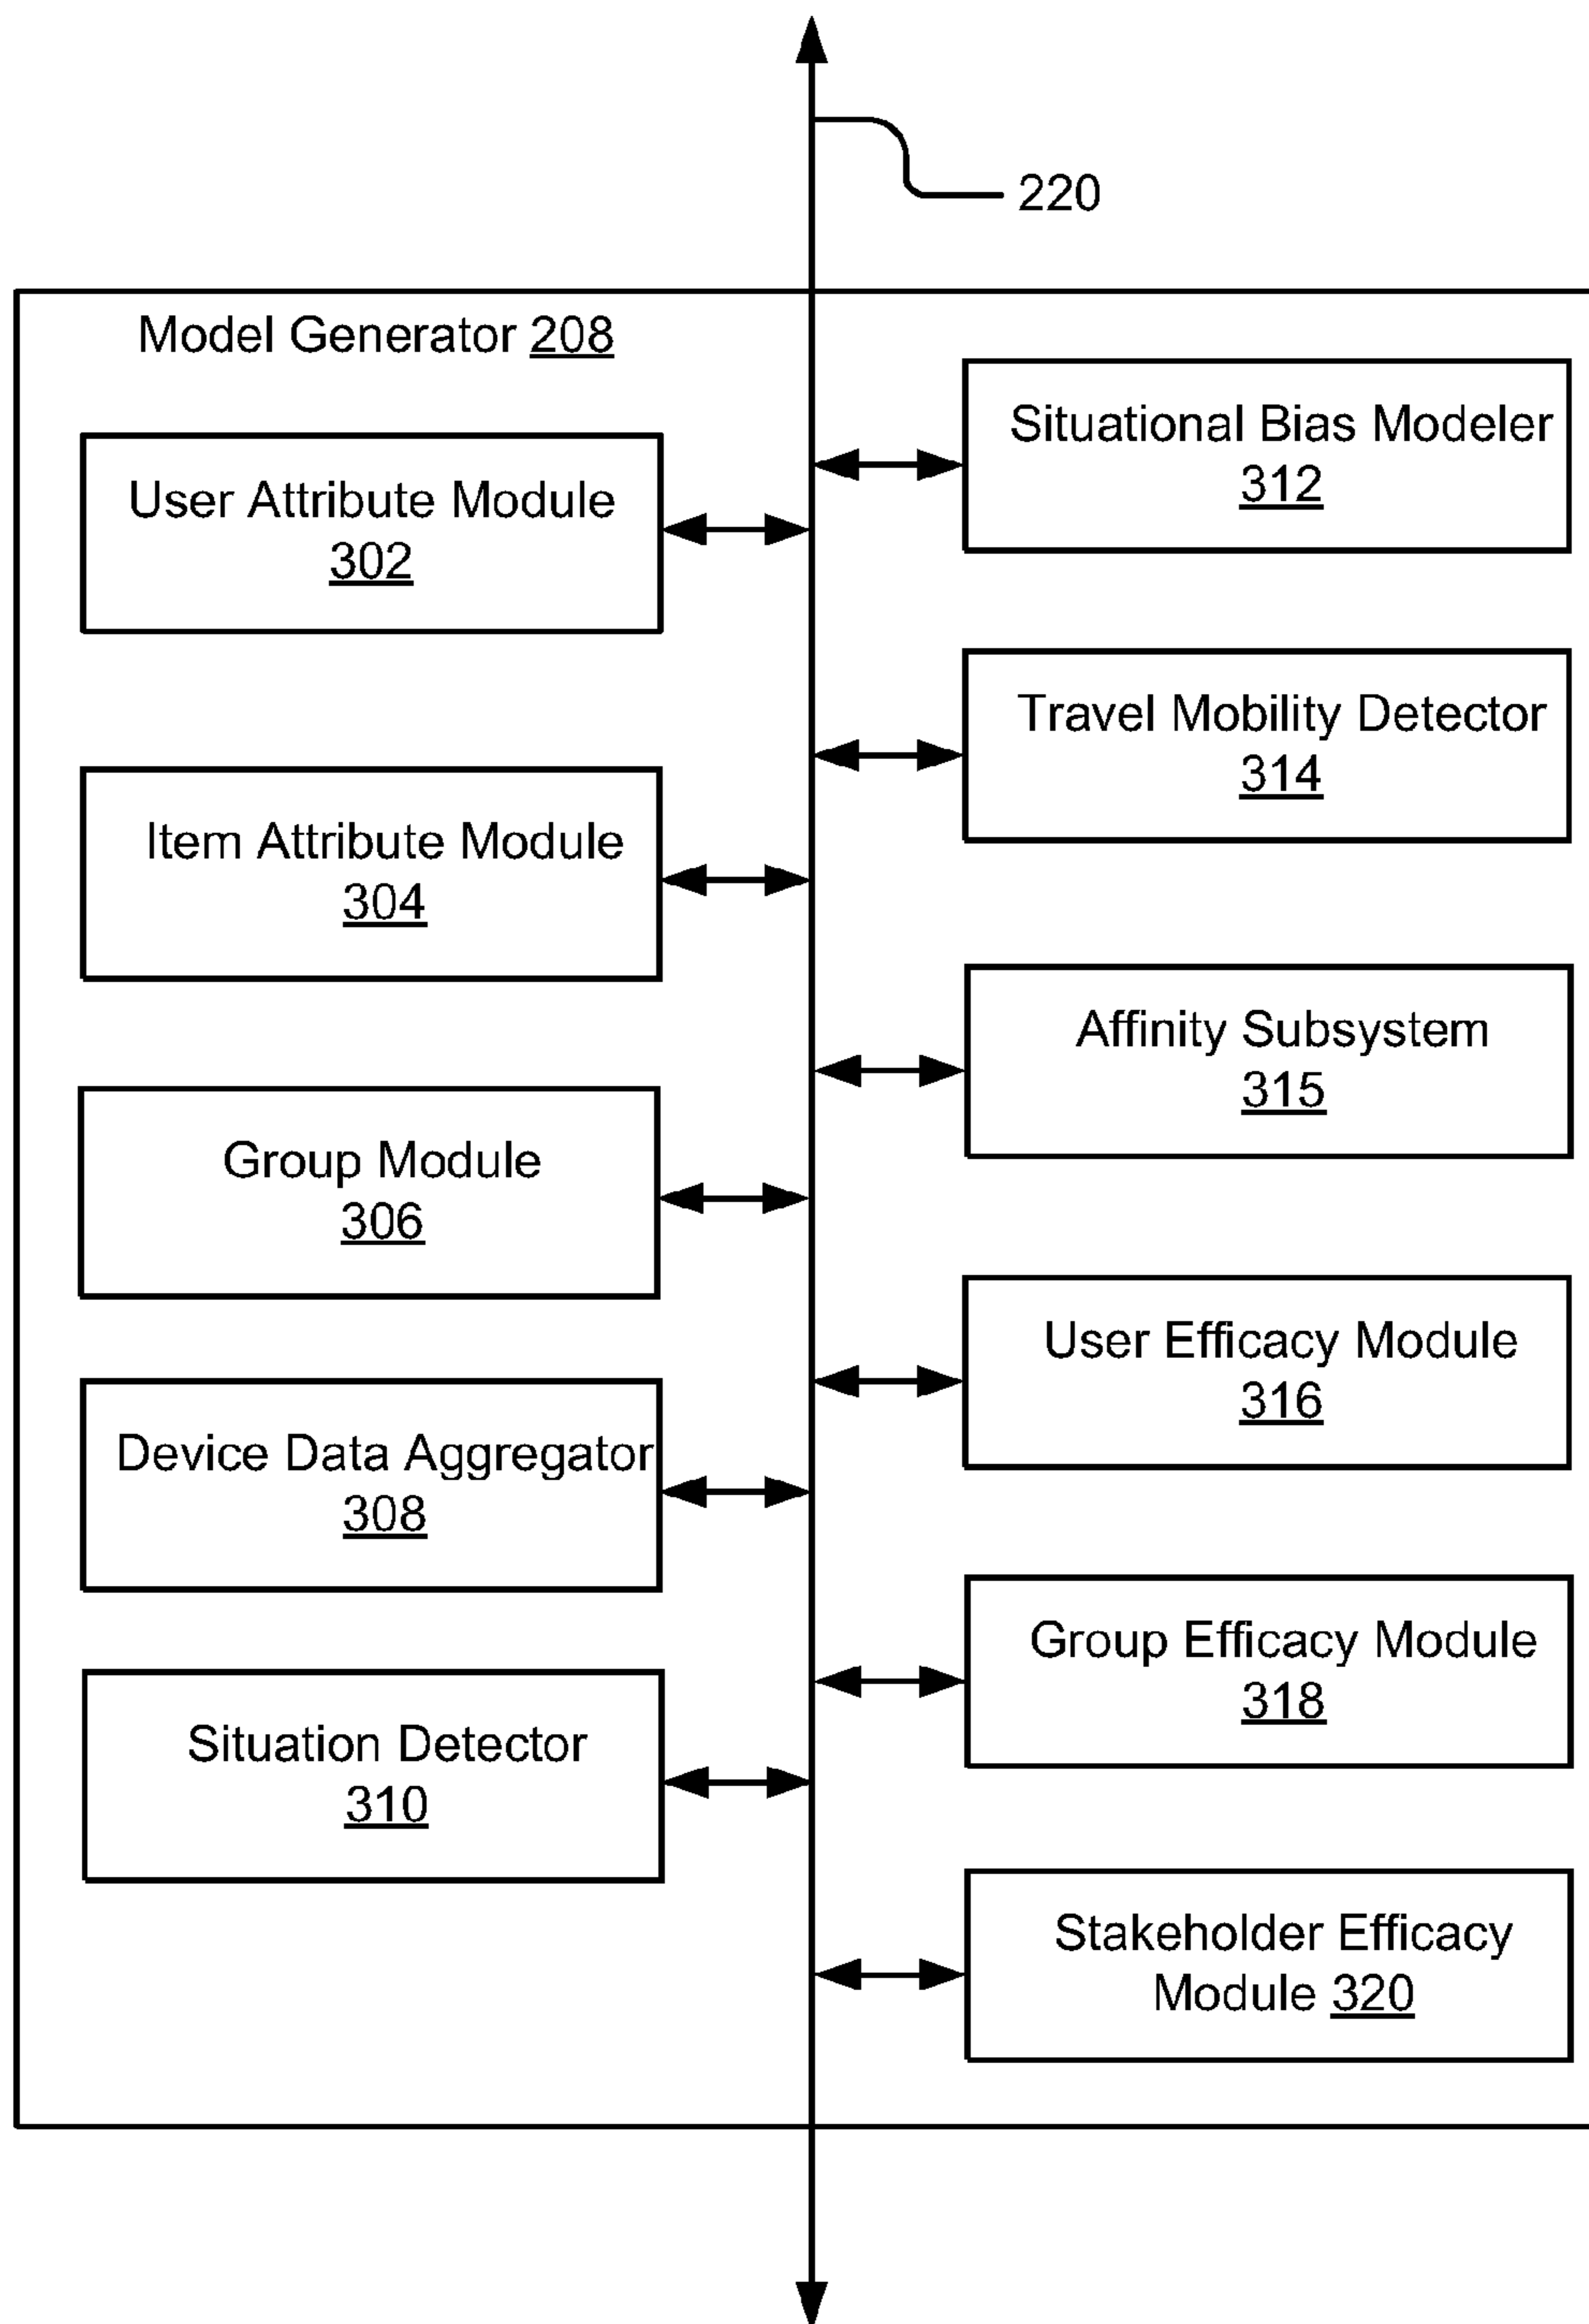 220
Model Generator 208
User Attribute Module
302
Item Attribute Module
304
Group Module
306
Device Data Aggregator
308
Situation Detector
310
Situational Bias Modeler
312
Travel Mobility Detector
314
Affinity Subsystem
315
User Efficacy Module
316
Group Efficacy Module
318
Stakeholder Efficacy
Module 320